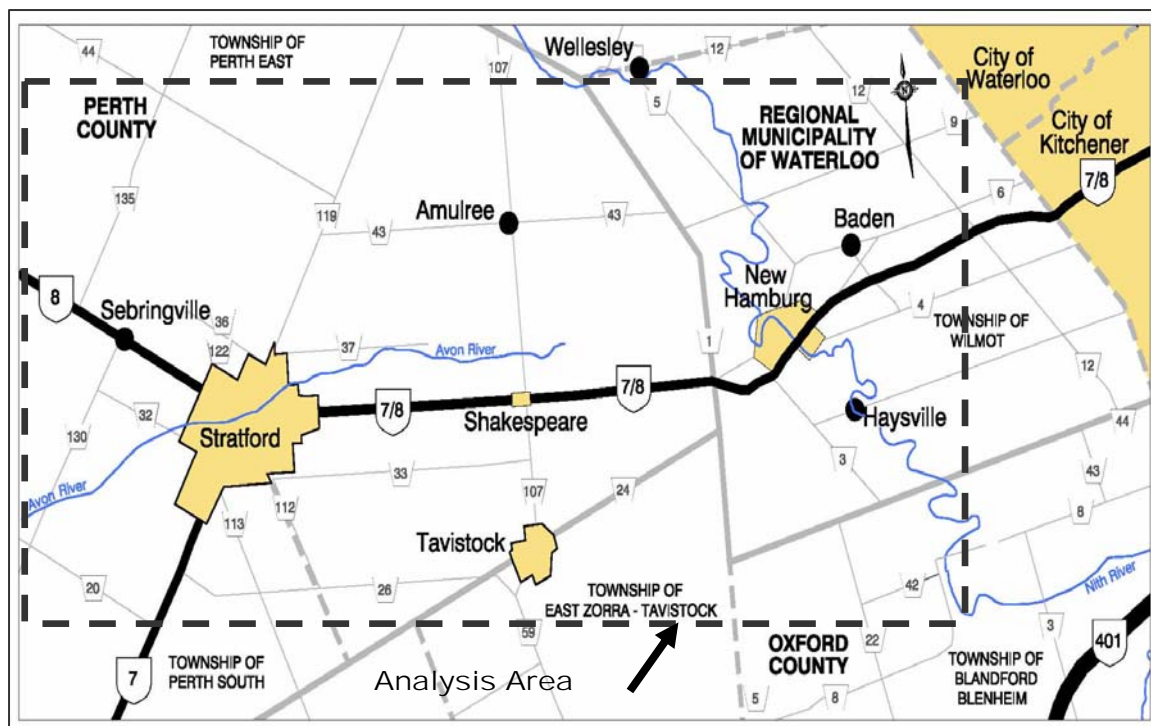 44
TOWNSHIP OF
PERTH EAST
107
Wellesley
12
City of
Waterloo
PERTH
COUNTY
5
REGIONAL
MUNICIPALITY
OF WATERLOO
12
N
9
City of
Kitchener
7/8
135
119
43
Amulree
43
6
Baden
8
Sebringville
New
Hamburg
4
36
122
37
Avon River
1
TOWNSHIP OF
WILMOT
12
7/8
Shakespeare
7/8
Haysville
44
32
130
Stratford
Avon River
33
107
24
3
43
8
113
112
Tavistock
20
26
TOWNSHIP OF
EAST ZORRA - TAVISTOCK
42
Nith River
59
22
3
401
7
TOWNSHIP OF
PERTH SOUTH
Analysis Area
OXFORD
COUNTY
5
8
TOWNSHIP OF
BLANDFORD
BLENHEIM